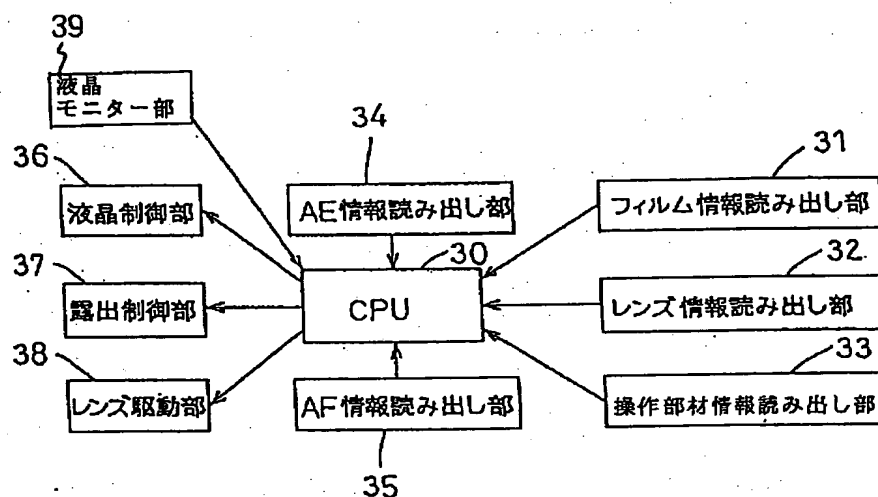 39
液晶
モニター部
34
36
31
液晶制御部
AE情報読み出し部
フィルム情報読み出し部
30
37
32
露出制御部
CPU
レンズ情報読み出し部
38
33
レンズ駆動部
AF情報読み出し部
操作部材情報読み出し部
35